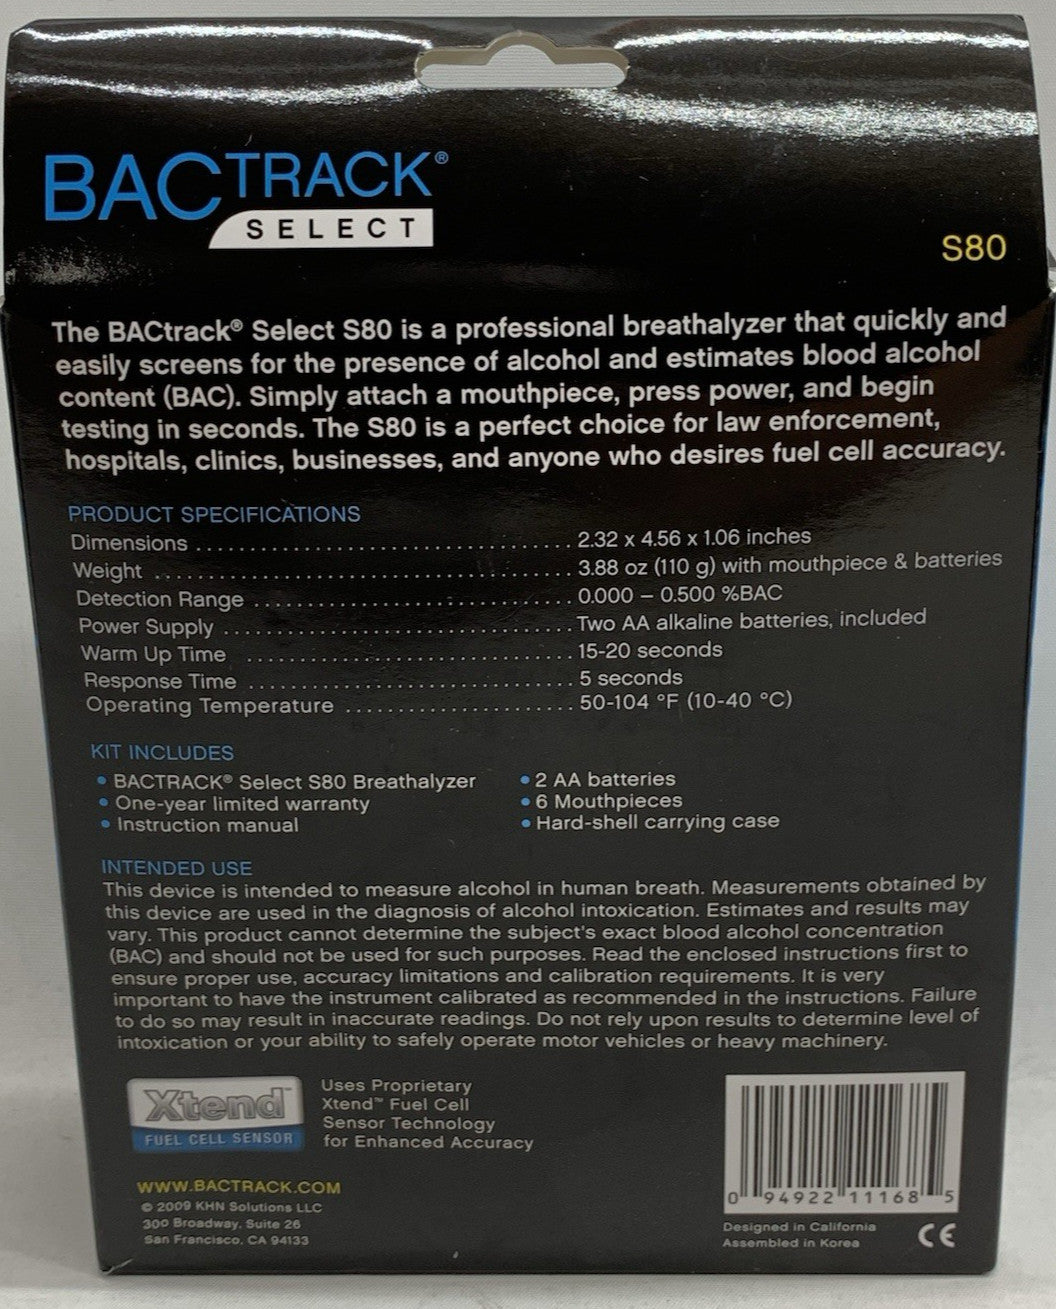 BACTRACK®
SELECT
S80
The BACtrack® Select S80 is a professional breathalyzer that quickly and
easily screens for the presence of alcohol and estimates blood alcohol
content (BAC). Simply attach a mouthpiece, press power, and begin
testing in seconds. The S80 is a perfect choice for law enforcement,
hospitals, clinics, businesses, and anyone who desires fuel cell accuracy.
PRODUCT SPECIFICATIONS
Dimensions ................................ 2.32 x 4.56 x 1.06 inches
Weight ................................ 3.88 oz (110 g) with mouthpiece & batteries
Detection Range ................................ 0.000 – 0.500 %BAC
Power Supply ................................ Two AA alkaline batteries, included
Warm Up Time ................................ 15-20 seconds
Response Time ................................ 5 seconds
Operating Temperature ...................... 50-104 °F (10-40 °C)
KIT INCLUDES
• BACTRACK® Select S80 Breathalyzer
• One-year limited warranty
• Instruction manual
• 2 AA batteries
• 6 Mouthpieces
• Hard-shell carrying case
INTENDED USE
This device is intended to measure alcohol in human breath. Measurements obtained by
this device are used in the diagnosis of alcohol intoxication. Estimates and results may
vary. This product cannot determine the subject's exact blood alcohol concentration
(BAC) and should not be used for such purposes. Read the enclosed instructions first to
ensure proper use, accuracy limitations and calibration requirements. It is very
important to have the instrument calibrated as recommended in the instructions. Failure
to do so may result in inaccurate readings. Do not rely upon results to determine level of
intoxication or your ability to safely operate motor vehicles or heavy machinery.
Xtend™
FUEL CELL SENSOR
Uses Proprietary
Xtend™ Fuel Cell
Sensor Technology
for Enhanced Accuracy
WWW.BACTRACK.COM
© 2009 KHN Solutions LLC
300 Broadway, Suite 26
San Francisco, CA 94133
0 94922 11168 5
Designed in California
Assembled in Korea
CE